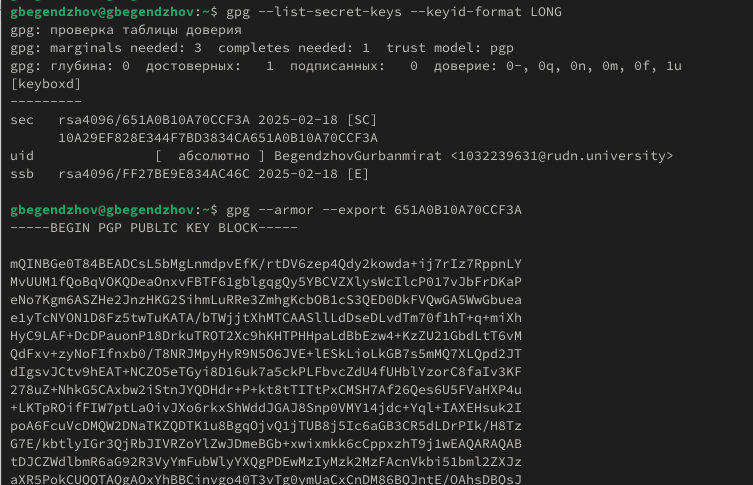 gbegendzhov@gbegendzhov:~$ gpg --list-secret-keys --keyid-format LONG
gpg: проверка таблицы доверия
gpg: marginals needed: 3  completes needed: 1  trust model: pgp
gpg: глубина: 0  достоверных:   1  подписанных:   0  доверие: 0-, 0q, 0n, 0m, 0f, 1u
[keyboxd]
---------
sec   rsa4096/651A0B10A70CCF3A 2025-02-18 [SC]
      10A29EF828E344F7BD3834CA651A0B10A70CCF3A
uid               [  абсолютно ] BegendzhovGurbanmirat <1032239631@rudn.university>
ssb   rsa4096/FF27BE9E834AC46C 2025-02-18 [E]
gbegendzhov@gbegendzhov:~$ gpg --armor --export 651A0B10A70CCF3A
-----BEGIN PGP PUBLIC KEY BLOCK-----
mQINBGe0T84BEADCsL5bMgLnmdpvEfK/rtDV6zep4Qdy2kowda+ij7rIz7RppnLY
MvUUM1fQoBqVOKQDeaOnxvFBTF61gblgqgQy5YBCVZXlysWcIlcP017vJbFrDKaP
eNo7Kgm6ASZHe2JnzHKG2SihmLuRRe3ZmhgKcbOB1cS3QED0DkFVQwGA5WwGbuea
e1yTcNYON1D8Fz5twTuKATA/bTWjjtXhMTCAASllLdDseDLvdTm70f1hT+q+miXh
HyC9LAF+DcDPauonP18DrkuTROT2Xc9hKHTPHHpaLdBbEzw4+KzZU21GbdLtT6vM
QdFxv+zyNoFIfnxb0/T8NRJMpyHyR9N5O6JVE+lESkLioLkGB7s5mMQ7XLQpd2JT
dIgsvJCtv9hEAT+NCZO5eTGyi8D16uk7a5ckPLFbvcZdU4fUHblYzorC8faIv3KF
278uZ+NhkG5CAxbw2iStnJYQDHdr+P+kt8tTITtPxCMSH7Af26Qes6U5FVaHXP4u
+LKTpROifFIW7ptLaOivJXo6rkxShWddJGAJ8Snp0VMY14jdc+Yql+IAXEHsuk2I
poA6FcuVcDMQW2DNaTKZQDTK1u8BgqOjvQ1jTUB8j5Ic6aGB3CR5dLDrPIk/H8Tz
G7E/kbtlyIGr3QjRbJIVRZoYlZwJDmeBGb+xwixmkk6cCppxzhT9j1wEAQARAQAB
tDJCZWdlbmR6aG92R3VyYmFubWlyYXQgPDEwMzIyMzk2MzFAcnVkbi51bml2ZXJz